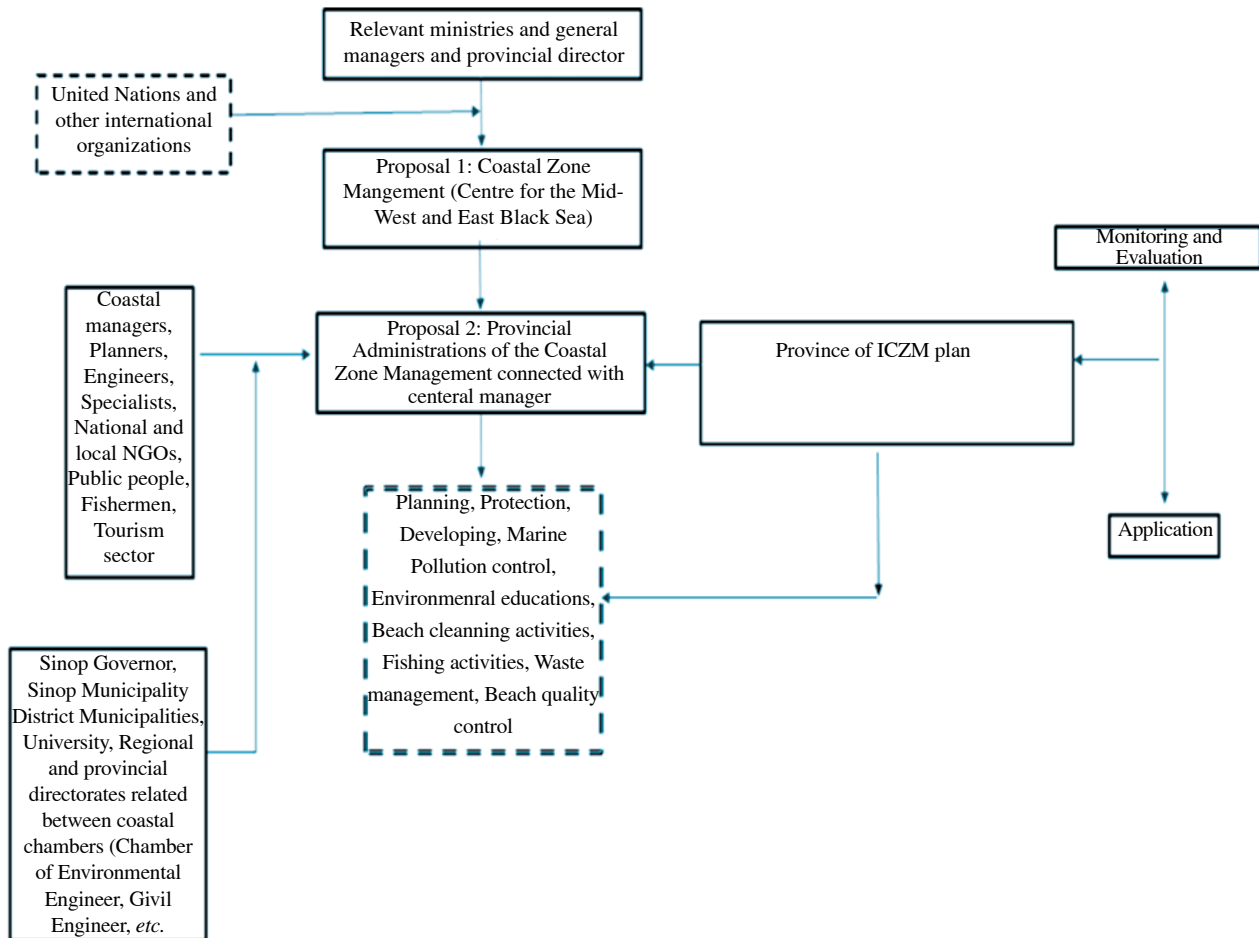 Relevant ministries and general
managers and provincial director
United Nations and
other international
organizations
Proposal 1: Coastal Zone
Mangement (Centre for the Mid-
West and East Black Sea)
Monitoring and
Evaluation
Coastal
managers,
Planners,
Engineers,
Specialists,
National and
local NGOs,
Public people,
Fishermen,
Tourism
sector
Proposal 2: Provincial
Administrations of the Coastal
Zone Management connected with
centeral manager
Province of ICZM plan
Application
Planning, Protection,
Developing, Marine
Pollution control,
Environmenral educations,
Beach cleanning activities,
Fishing activities, Waste
management, Beach quality
control
Sinop Governor,
Sinop Municipality
District Municipalities,
University, Regional
and provincial
directorates related
between coastal
chambers (Chamber
of Environmental
Engineer, Givil
Engineer, etc.